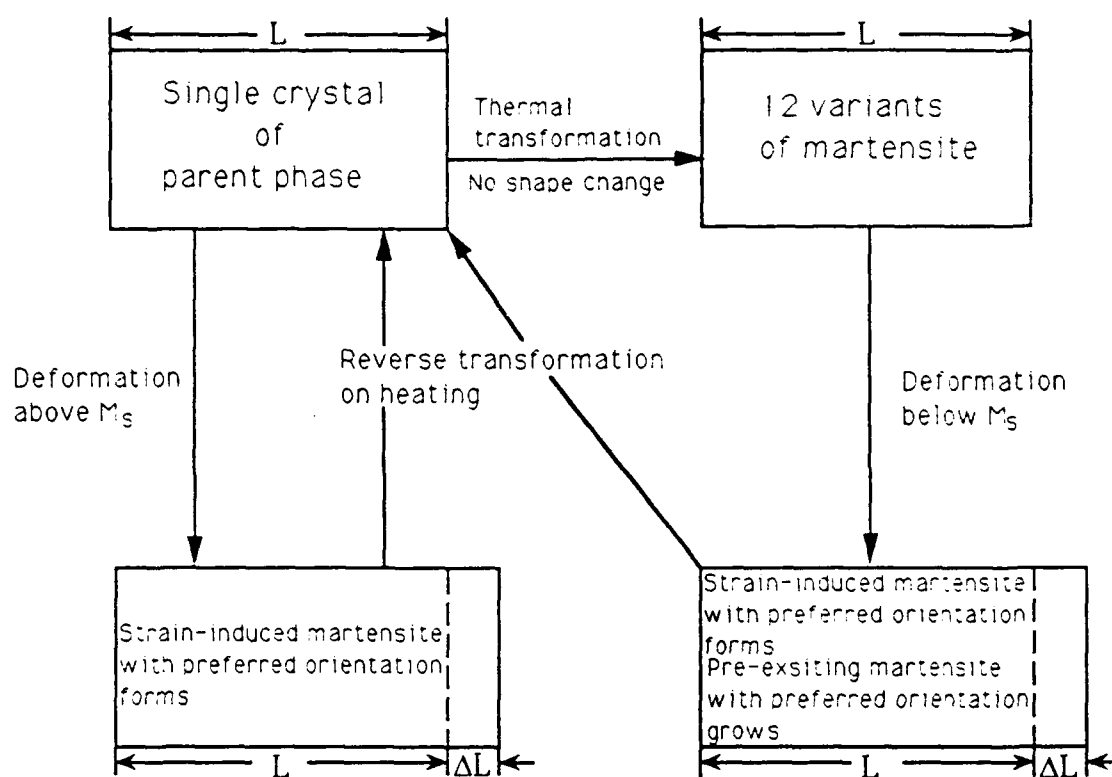 L
Single crystal
of
parent phase
Thermal
transformation
No shape change
L
12 variants
of martensite
Deformation
above Ms
Reverse transformation
on heating
Deformation
below Ms
Strain-induced martensite
with preferred orientation
forms
L
ΔL
Strain-induced martensite
with preferred orientation
forms
Pre-exsiting martensite
with preferred orientation
grows
L
ΔL